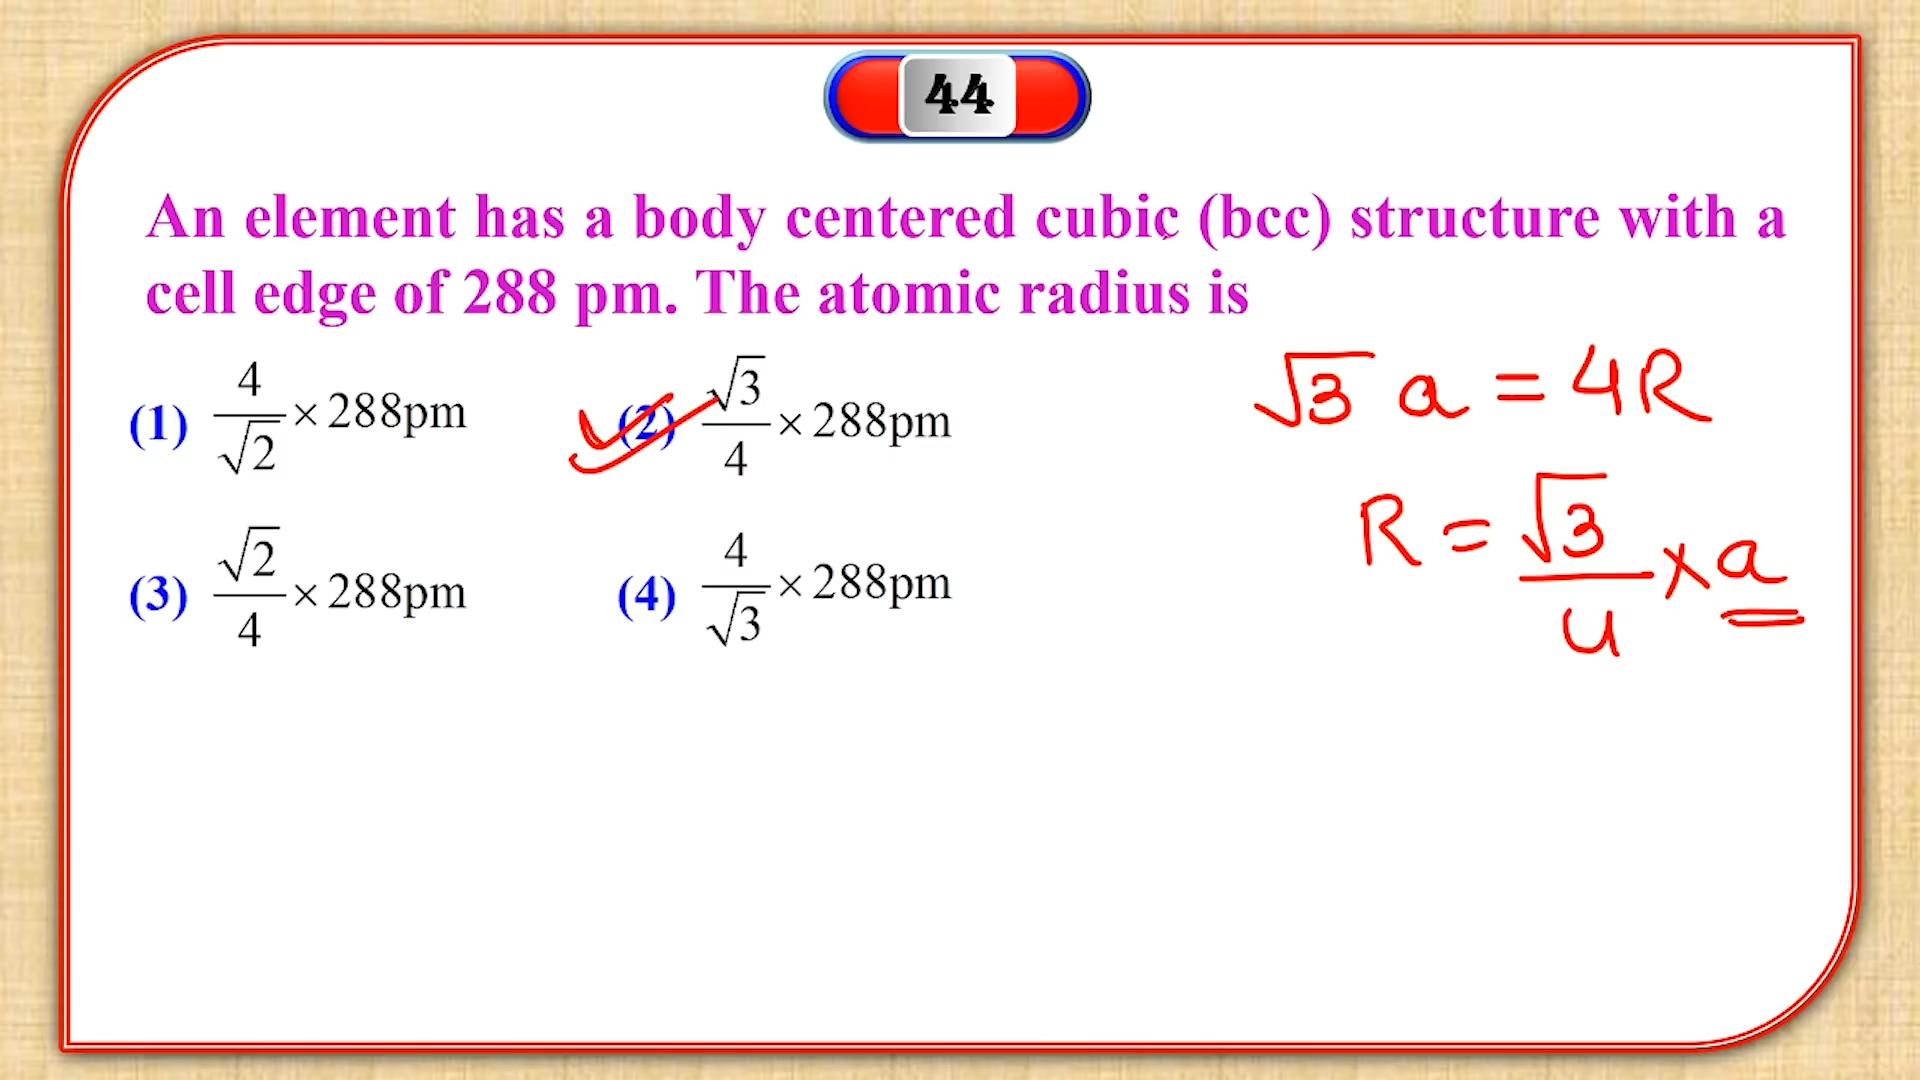 44
An element has a body centered cubic (bcc) structure with a
cell edge of 288 pm. The atomic radius is
(1) 4/√2 × 288pm
(2) √3/4 × 288pm
(3) √2/4 × 288pm
(4) 4/√3 × 288pm
√3 a = 4R
R = √3/4 × a